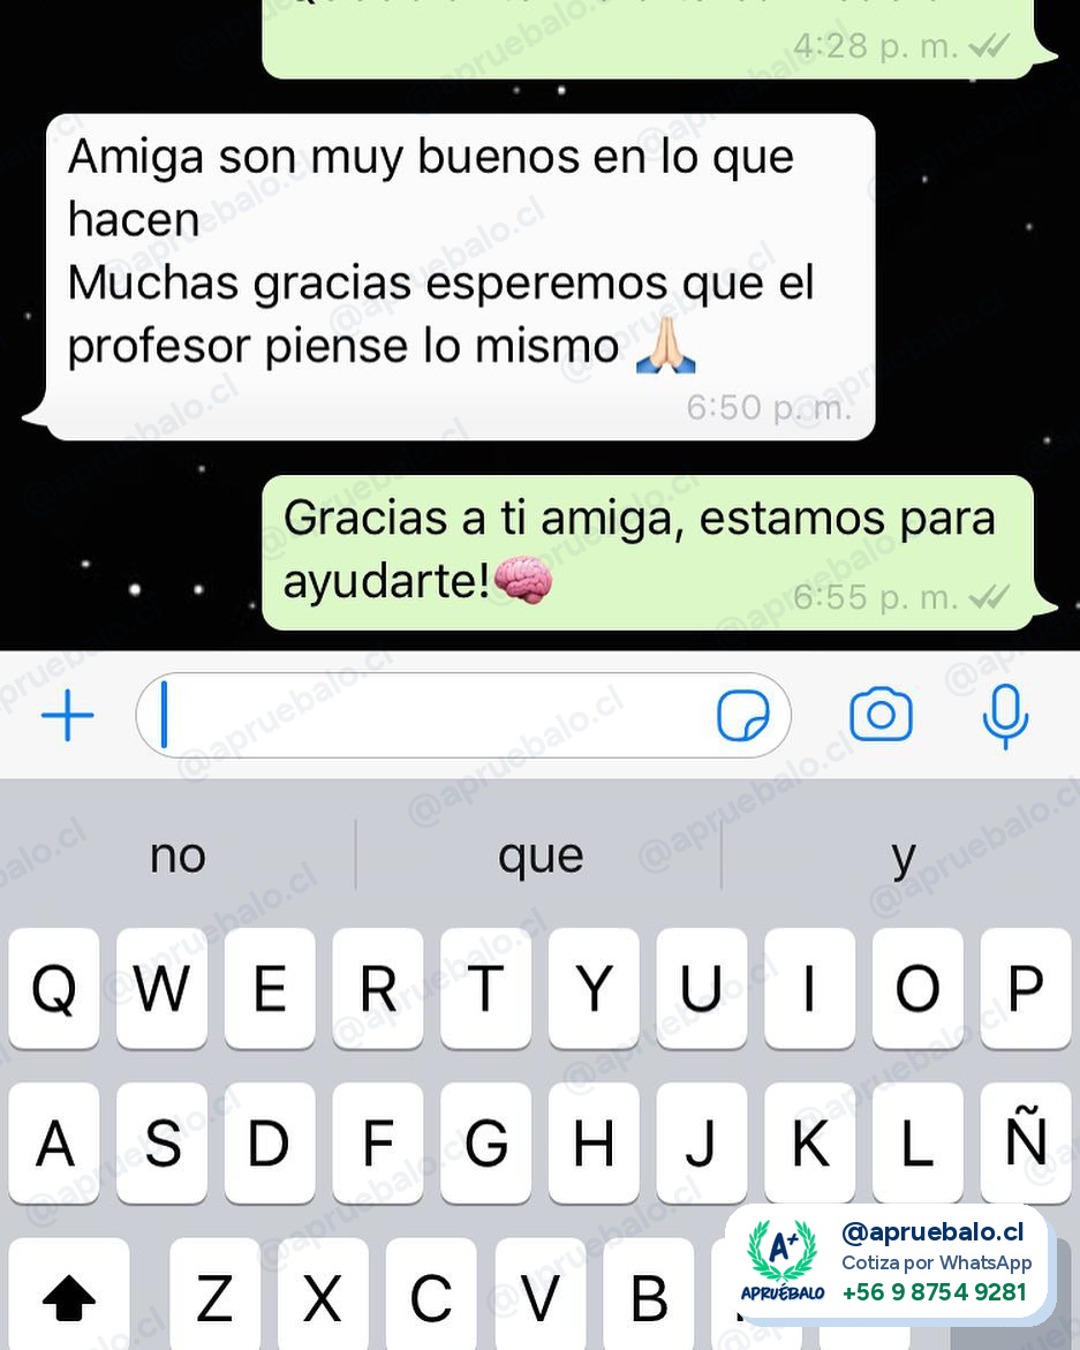 4:28 p. m.
Amiga son muy buenos en lo que
hacen
Muchas gracias esperemos que el
profesor piense lo mismo 🙏🏻
6:50 p. m.
Gracias a ti amiga, estamos para
ayudarte!🧠
6:55 p. m.
no que y
Q W E R T Y U I O P
A S D F G H J K L Ñ
Z X C V B
@apruebalo.cl
Cotiza por WhatsApp
+56 9 8754 9281
A+
APRUÉBALO